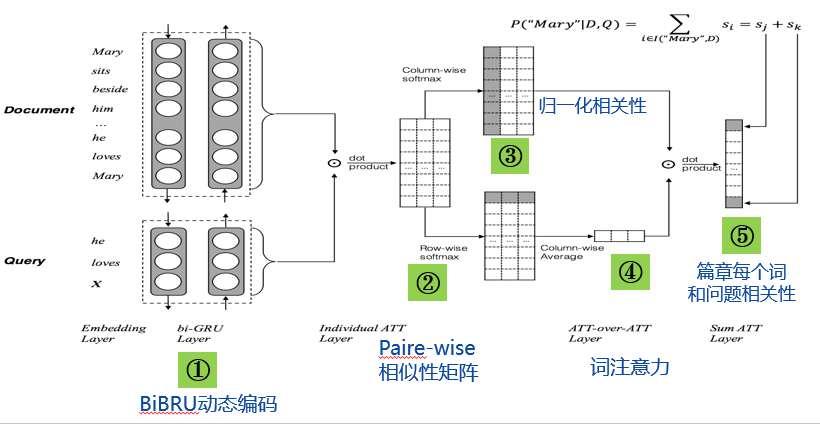 P("Mary"|D,Q) = ∑ sᵢ = sⱼ + sₖ
i∈I("Mary",D)
Mary
sits
beside
him
...
he
loves
Mary
Document
Column-wise
softmax
... ... ...
归一化相关性
③
dot
product
... ... ...
dot
product
Query
he
loves
X
Row-wise
softmax
... ... ...
Column-wise
Average
②
④
⑤
篇章每个词
和问题相关性
Embedding
Layer
bi-GRU
Layer
Individual ATT
Layer
ATT-over-ATT
Layer
Sum ATT
Layer
①
BiBRU动态编码
Paire-wise
相似性矩阵
词注意力